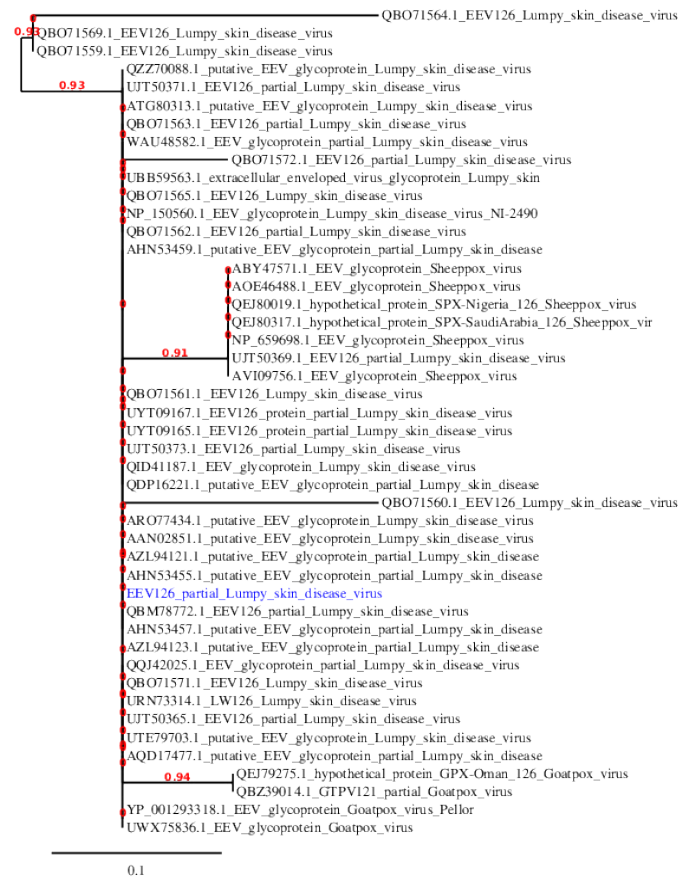 QBO71564.1_EEV126_Lumpy_skin_disease_virus
0.93
QBO71569.1_EEV126_Lumpy_skin_disease_virus
QBO71559.1_EEV126_Lumpy_skin_disease_virus
QZZ70088.1_putative_EEV_glycoprotein_Lumpy_skin_disease_virus
0.93
UJT50371.1_EEV126_partial_Lumpy_skin_disease_virus
ATG80313.1_putative_EEV_glycoprotein_Lumpy_skin_disease_virus
QBO71563.1_EEV126_partial_Lumpy_skin_disease_virus
WAU48582.1_EEV_glycoprotein_partial_Lumpy_skin_disease_virus
QBO71572.1_EEV126_partial_Lumpy_skin_disease_virus
UBB59563.1_extracellular_enveloped_virus_glycoprotein_Lumpy_skin
QBO71565.1_EEV126_Lumpy_skin_disease_virus
NP_150560.1_EEV_glycoprotein_Lumpy_skin_disease_virus_NI-2490
QBO71562.1_EEV126_partial_Lumpy_skin_disease_virus
AHN53459.1_putative_EEV_glycoprotein_partial_Lumpy_skin_disease
ABY47571.1_EEV_glycoprotein_Sheeppox_virus
AOE46488.1_EEV_glycoprotein_Sheeppox_virus
QEJ80019.1_hypothetical_protein_SPX-Nigeria_126_Sheeppox_virus
QEJ80317.1_hypothetical_protein_SPX-SaudiArabia_126_Sheeppox_vir
NP_659698.1_EEV_glycoprotein_Sheeppox_virus
0.91
UJT50369.1_EEV126_partial_Lumpy_skin_disease_virus
AVI09756.1_EEV_glycoprotein_Sheeppox_virus
QBO71561.1_EEV126_Lumpy_skin_disease_virus
UYT09167.1_EEV126_protein_partial_Lumpy_skin_disease_virus
UYT09165.1_EEV126_protein_partial_Lumpy_skin_disease_virus
UJT50373.1_EEV126_partial_Lumpy_skin_disease_virus
QID41187.1_EEV_glycoprotein_Lumpy_skin_disease_virus
QDP16221.1_putative_EEV_glycoprotein_partial_Lumpy_skin_disease
QBO71560.1_EEV126_Lumpy_skin_disease_virus
ARO77434.1_putative_EEV_glycoprotein_Lumpy_skin_disease_virus
AAN02851.1_putative_EEV_glycoprotein_Lumpy_skin_disease_virus
AZL94121.1_putative_EEV_glycoprotein_partial_Lumpy_skin_disease
AHN53455.1_putative_EEV_glycoprotein_partial_Lumpy_skin_disease
EEV126_partial_Lumpy_skin_disease_virus
QBM78772.1_EEV126_partial_Lumpy_skin_disease_virus
AHN53457.1_putative_EEV_glycoprotein_partial_Lumpy_skin_disease
AZL94123.1_putative_EEV_glycoprotein_partial_Lumpy_skin_disease
QQJ42025.1_EEV_glycoprotein_partial_Lumpy_skin_disease_virus
QBO71571.1_EEV126_Lumpy_skin_disease_virus
URN73314.1_LW126_Lumpy_skin_disease_virus
UJT50365.1_EEV126_partial_Lumpy_skin_disease_virus
UTE79703.1_putative_EEV_glycoprotein_Lumpy_skin_disease_virus
AQD17477.1_putative_EEV_glycoprotein_partial_Lumpy_skin_disease
0.94
QEJ79275.1_hypothetical_protein_GPX-Oman_126_Goatpox_virus
QBZ39014.1_GTPV121_partial_Goatpox_virus
YP_001293318.1_EEV_glycoprotein_Goatpox_virus_Pellor
UWX75836.1_EEV_glycoprotein_Goatpox_virus
0.1